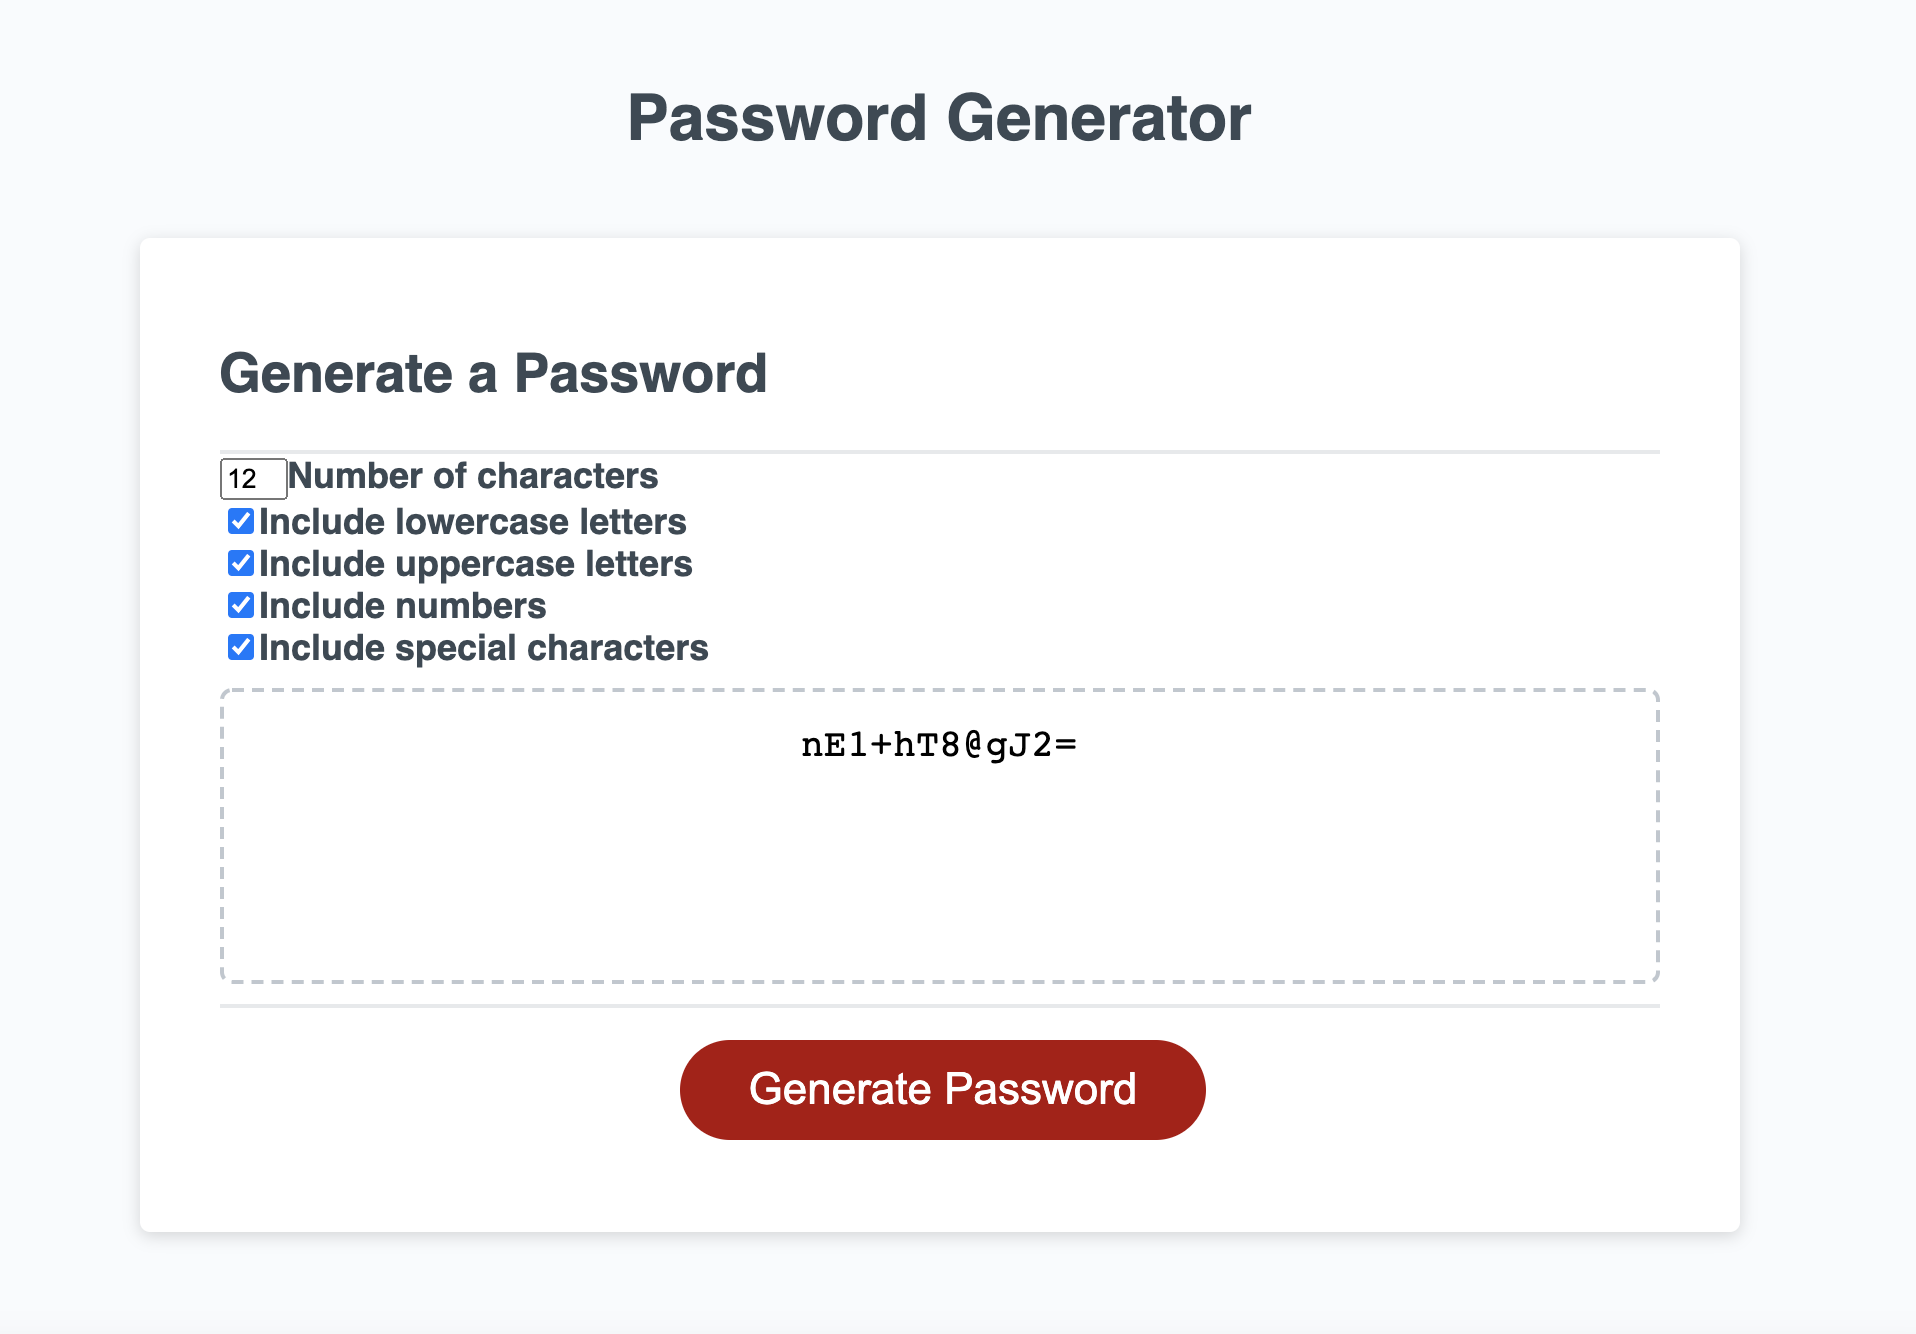 Password Generator
Generate a Password
12 Number of characters
Include lowercase letters
Include uppercase letters
Include numbers
Include special characters
nE1+hT8@gJ2=
Generate Password